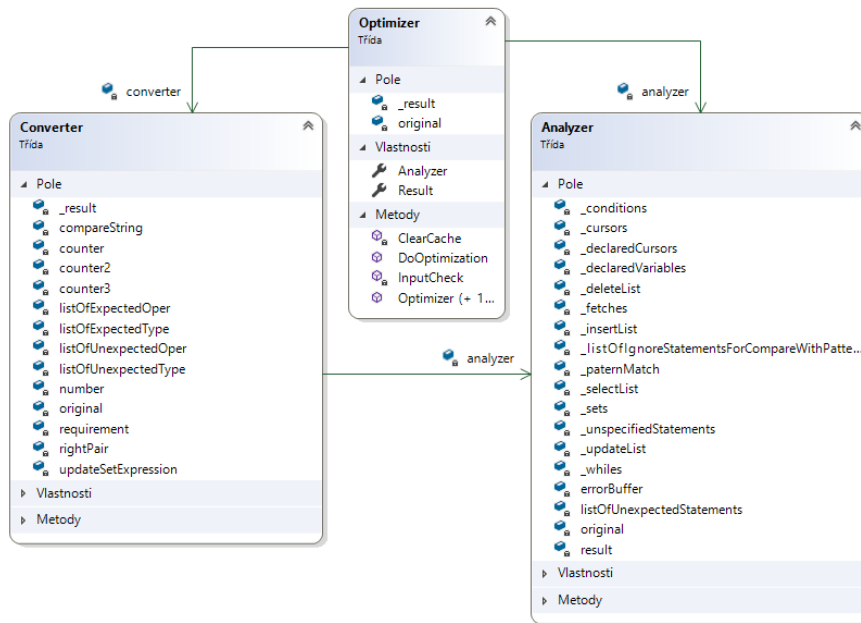 Optimizer
Třída
Pole
_result
original
Vlastnosti
Analyzer
Result
Metody
ClearCache
DoOptimization
InputCheck
Optimizer (+ 1...
converter
analyzer
Converter
Třída
Pole
_result
compareString
counter
counter2
counter3
listOfExpectedOper
listOfExpectedType
listOfUnexpectedOper
listOfUnexpectedType
number
original
requirement
rightPair
updateSetExpression
Vlastnosti
Metody
analyzer
Analyzer
Třída
Pole
_conditions
_cursors
_declaredCursors
_declaredVariables
_deleteList
_fetches
_insertList
_listOfIgnoreStatementsForCompareWithPatte...
_paternMatch
_selectList
_sets
_unspecifiedStatements
_updateList
_whiles
errorBuffer
listOfUnexpectedStatements
original
result
Vlastnosti
Metody